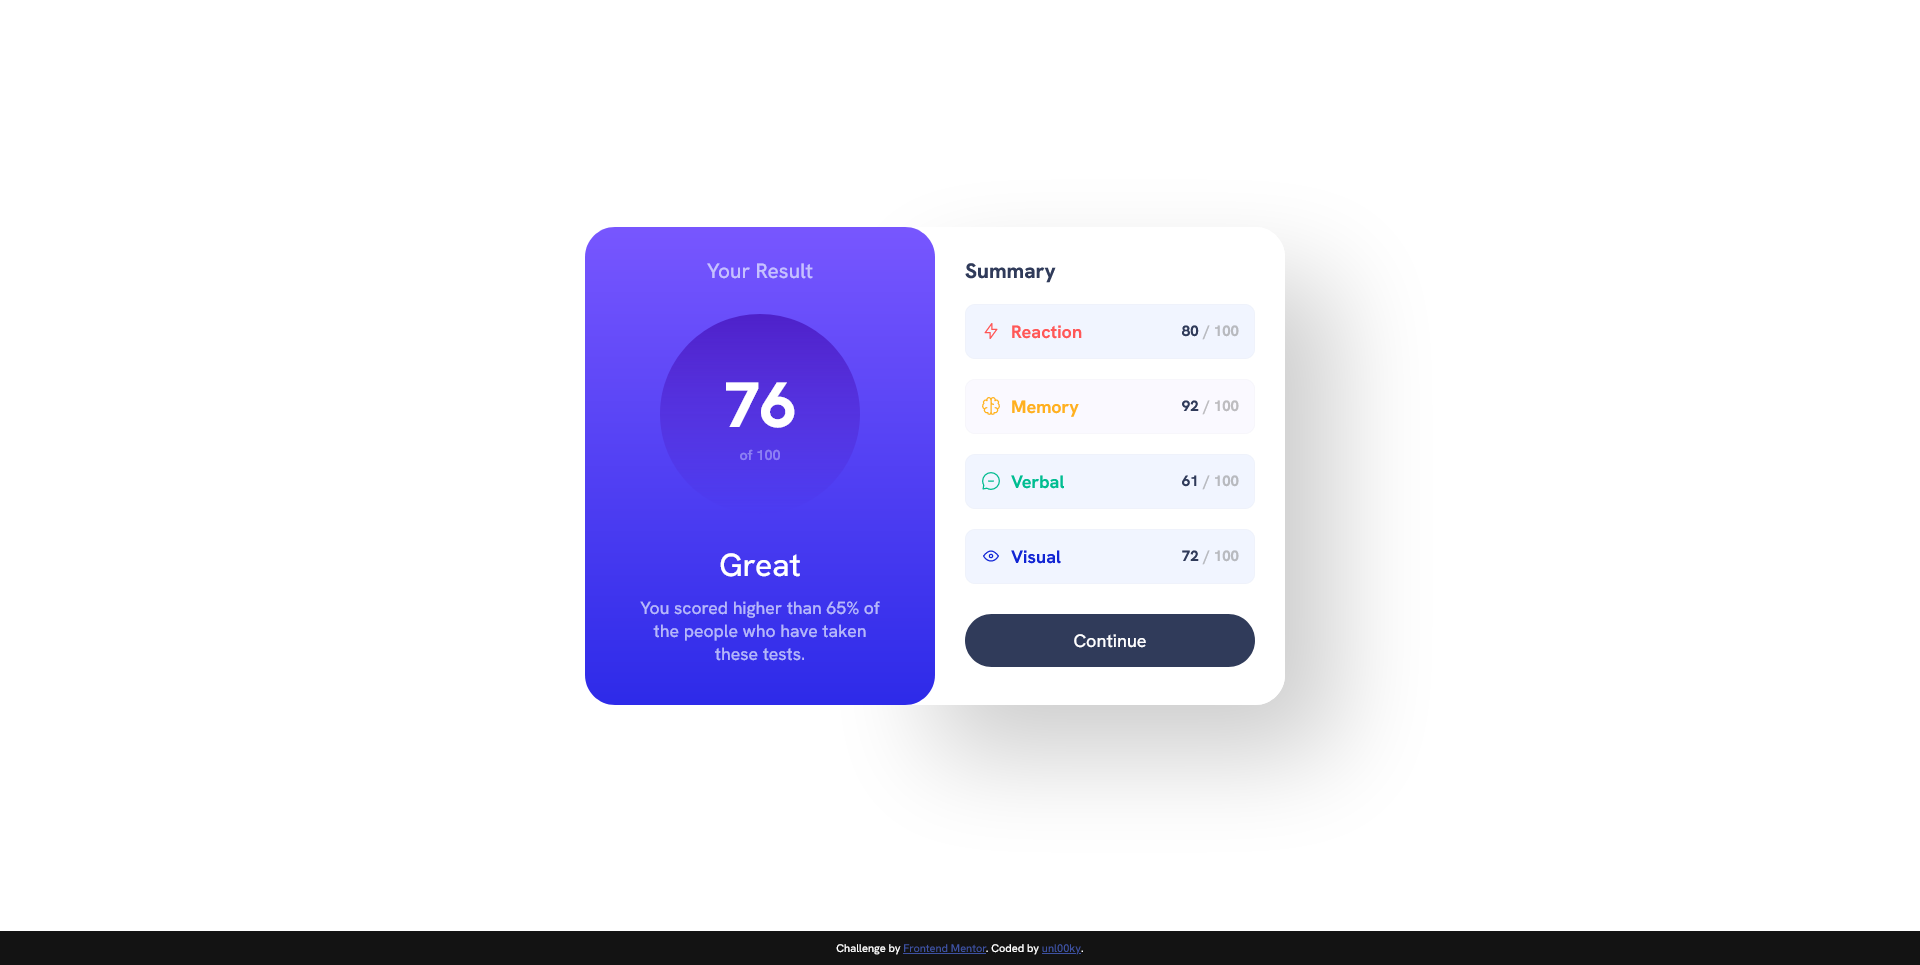 Your Result
76
of 100
Great
You scored higher than 65% of
the people who have taken
these tests.
Summary
Reaction 80 / 100
Memory 92 / 100
Verbal 61 / 100
Visual 72 / 100
Continue
Challenge by Frontend Mentor. Coded by unl00ky.